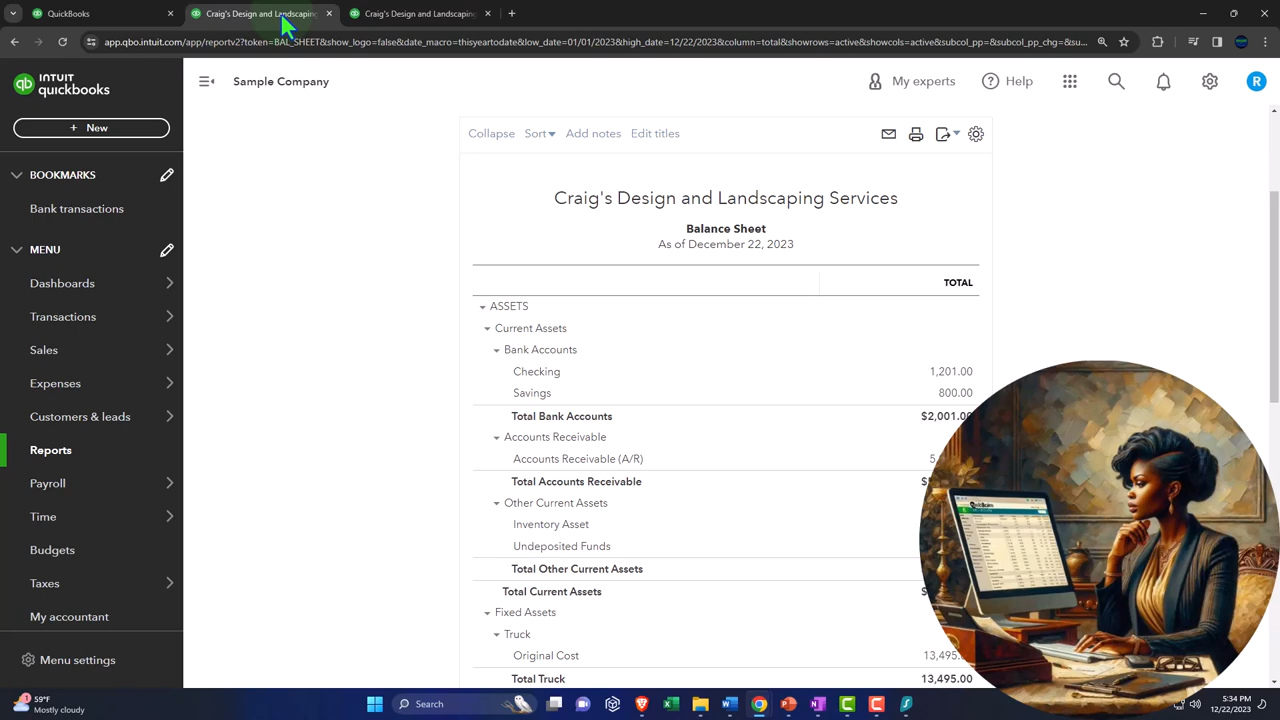 QuickBooks
Craig's Design and Landscaping
Craig's Design and Landscaping
app.qbo.intuit.com/app/reportv2?token=BAL_SHEET&show_logo=false&date_macro=thisyeartodate&low_date=01/01/2023&high_date=12/22/2023&column=total&showrows=active&showcols=active&subcol_pp=&subcol_pp_chg=&su...
INTUIT
quickbooks
Sample Company
My experts
Help
R
+ New
BOOKMARKS
Bank transactions
MENU
Dashboards
Transactions
Sales
Expenses
Customers & leads
Reports
Payroll
Time
Budgets
Taxes
My accountant
Menu settings
Collapse Sort Add notes Edit titles
Craig's Design and Landscaping Services
Balance Sheet
As of December 22, 2023
TOTAL
ASSETS
Current Assets
Bank Accounts
Checking 1,201.00
Savings 800.00
Total Bank Accounts $2,001.00
Accounts Receivable
Accounts Receivable (A/R) 5
Total Accounts Receivable
Other Current Assets
Inventory Asset
Undeposited Funds
Total Other Current Assets
Total Current Assets
Fixed Assets
Truck
Original Cost 13,495.
Total Truck 13,495.00
1
59°F
Mostly cloudy
Search
5:34 PM
12/22/2023